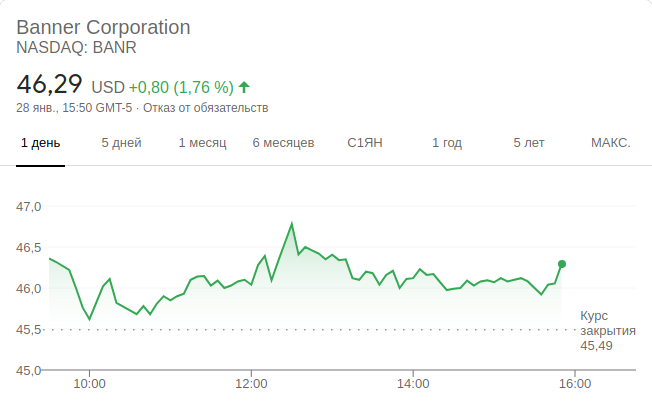 Banner Corporation
NASDAQ: BANR
46,29 USD +0,80 (1,76 %)
28 янв., 15:50 GMT-5 · Отказ от обязательств
1 день 5 дней 1 месяц 6 месяцев С1ЯН 1 год 5 лет МАКС.
47,0
46,5
46,0
45,5
45,0
Курс
закрытия
45,49
10:00 12:00 14:00 16:00